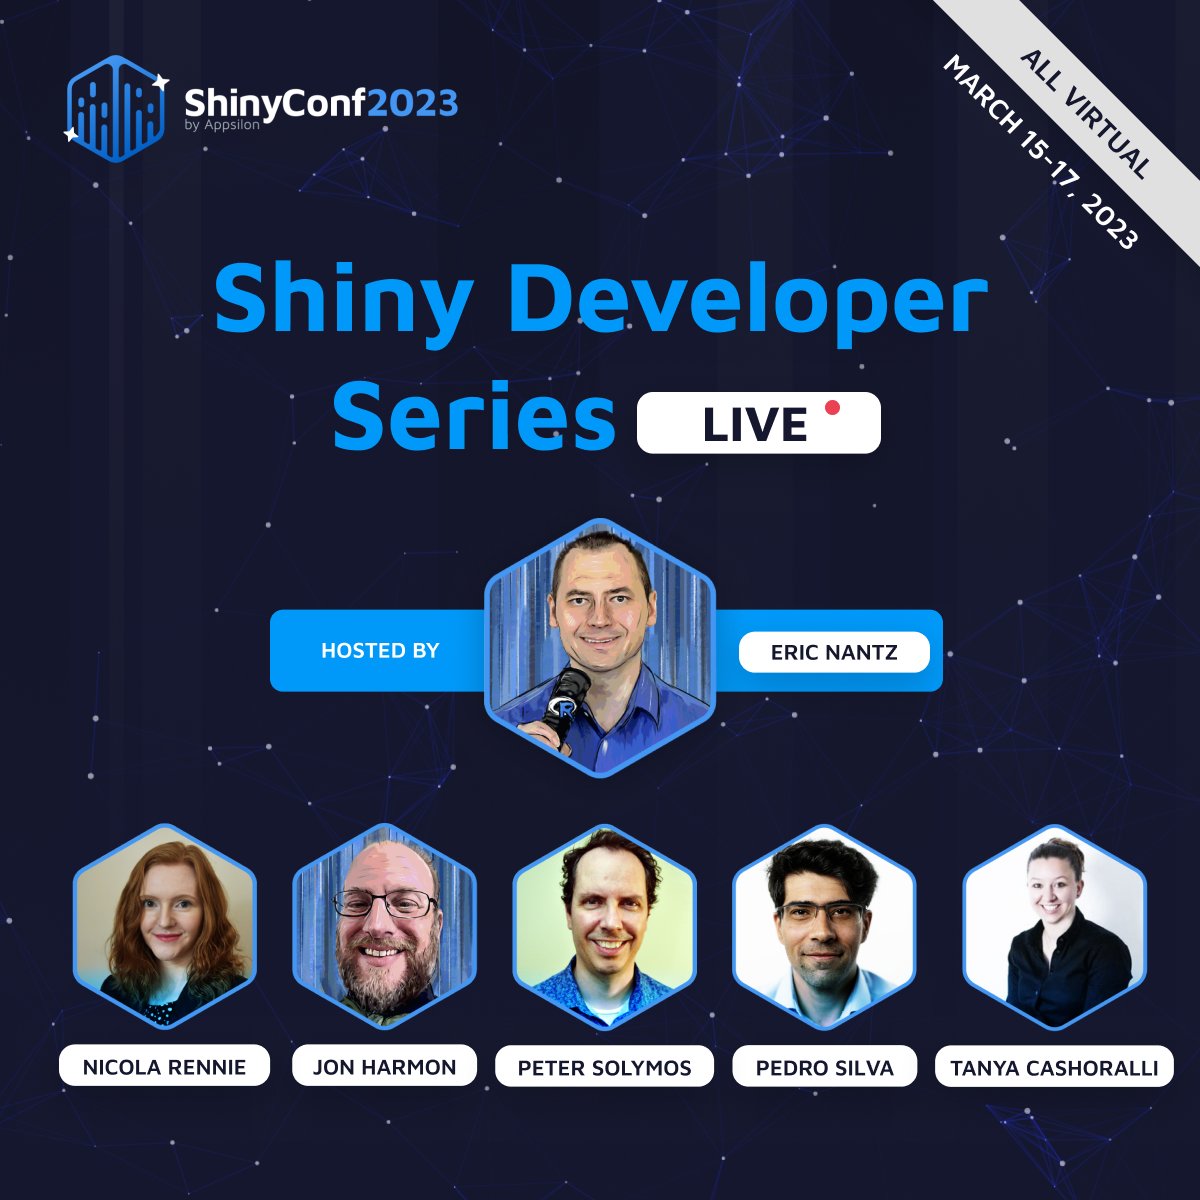 ShinyConf2023
by Appsilon
ALL VIRTUAL
MARCH 15-17, 2023
Shiny Developer
Series LIVE
HOSTED BY
ERIC NANTZ
R
NICOLA RENNIE
JON HARMON
PETER SOLYMOS
PEDRO SILVA
TANYA CASHORALLI